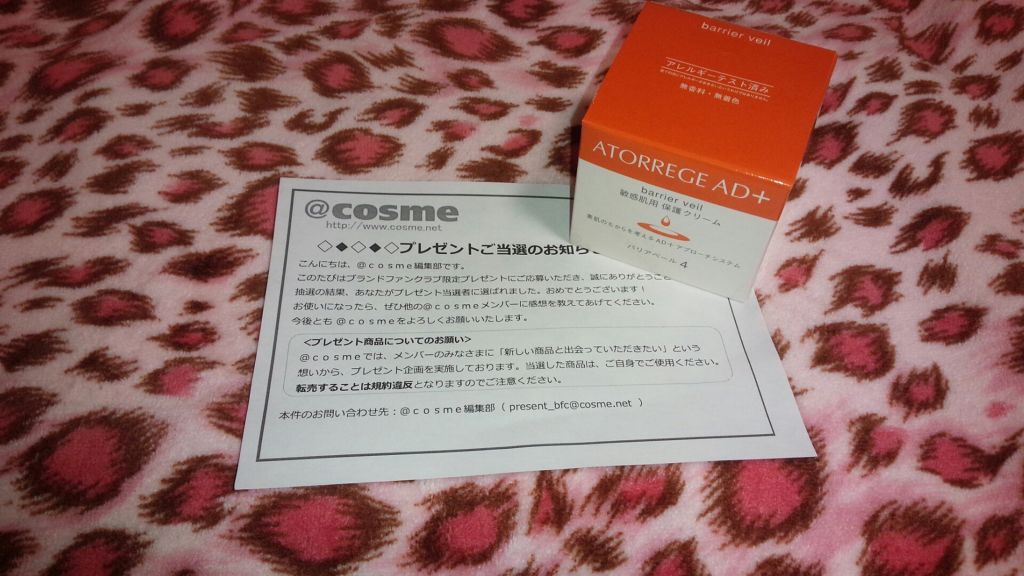 barrier veil
アレルギーテスト済み
無香料・無着色
ATORREGE AD+
barrier veil
敏感肌用 保護クリーム
素肌のちからを考えるAD+アプローチシステム
バリアベール 4
@cosme
http://www.cosme.net
◇◆◇◆◇プレゼントご当選のお知ら
こんにちは、@cosme編集部です。
このたびはブランドファンクラブ限定プレゼントにご応募いただき、誠にありがとうござ
抽選の結果、あなたがプレゼント当選者に選ばれました。おめでとうございます！
お使いになったら、ぜひ他の@cosmeメンバーに感想を教えてあげてください。
今後とも @cosmeをよろしくお願いいたします。
<プレゼント商品についてのお願い>
@cosmeでは、メンバーのみなさまに「新しい商品と出会っていただきたい」という
想いから、プレゼント企画を実施しております。当選した商品は、ご自身でご使用ください。
転売することは規約違反となりますのでご注意ください。
本件のお問い合わせ先：@cosme編集部（ present_bfc@cosme.net ）